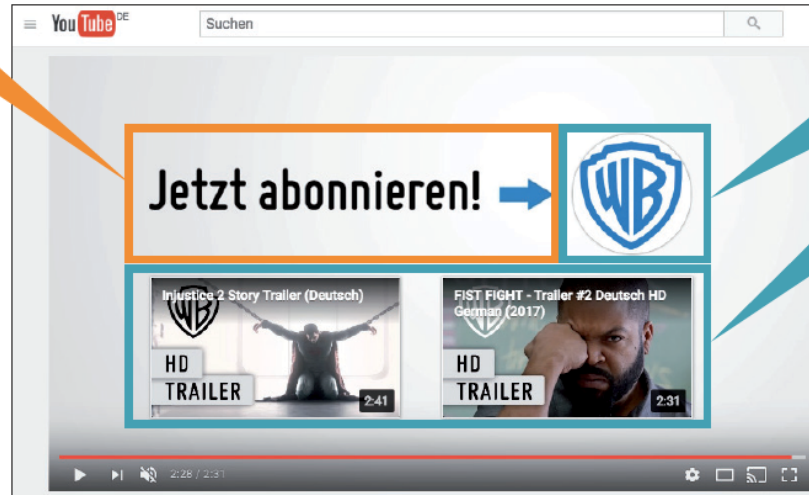 YouTube DE
Suchen
Jetzt abonnieren!
WB
Injustice 2 Story Trailer (Deutsch)
WB
HD
TRAILER
2:41
FIST FIGHT - Trailer #2 Deutsch HD
German (2017)
HD
TRAILER
2:31
2:28 / 2:31